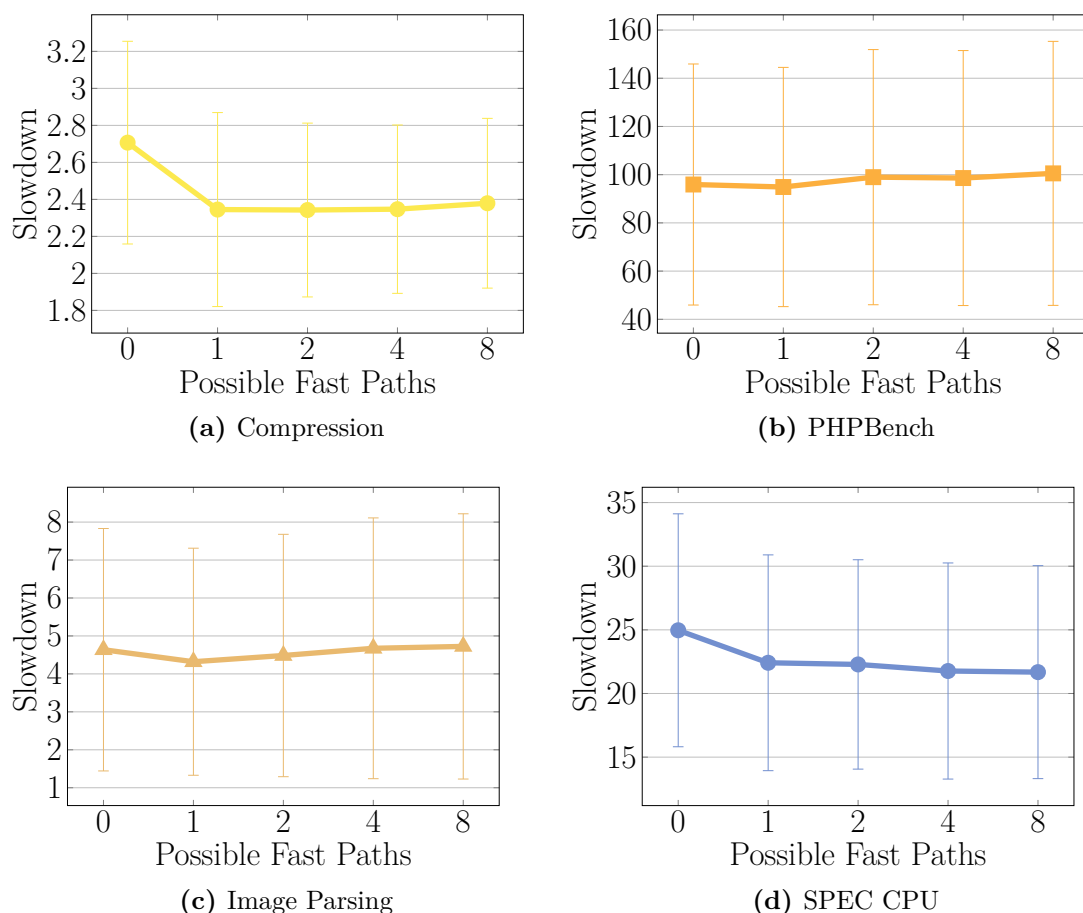 3.2
3
2.8
2.6
2.4
2.2
2
1.8
Slowdown
0 1 2 4 8
Possible Fast Paths
(a) Compression
160
140
120
100
80
60
40
Slowdown
0 1 2 4 8
Possible Fast Paths
(b) PHPBench
8
7
6
5
4
3
2
1
Slowdown
0 1 2 4 8
Possible Fast Paths
(c) Image Parsing
35
30
25
20
15
Slowdown
0 1 2 4 8
Possible Fast Paths
(d) SPEC CPU